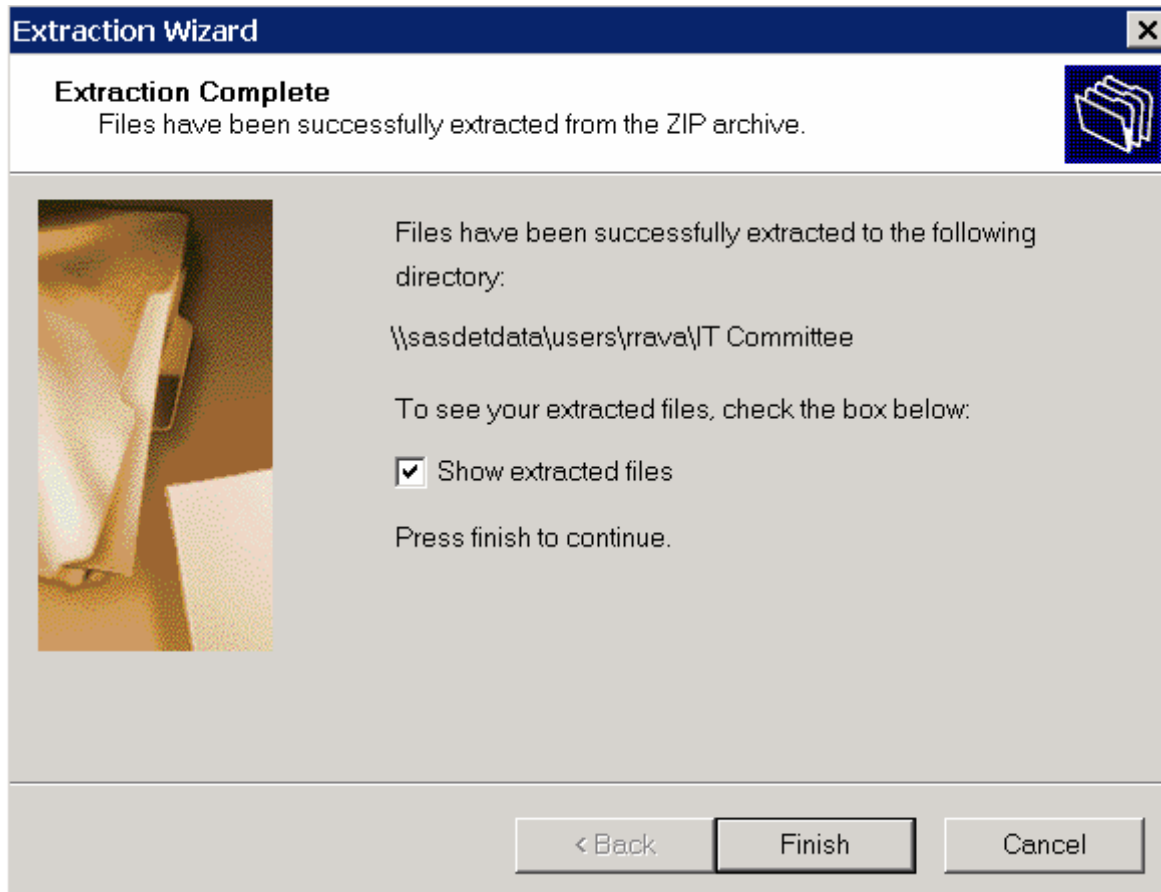 Extraction Wizard
Extraction Complete
Files have been successfully extracted from the ZIP archive.
Files have been successfully extracted to the following
directory:
\\sasdetdata\users\rrava\IT Committee
To see your extracted files, check the box below:
Show extracted files
Press finish to continue.
< Back Finish Cancel